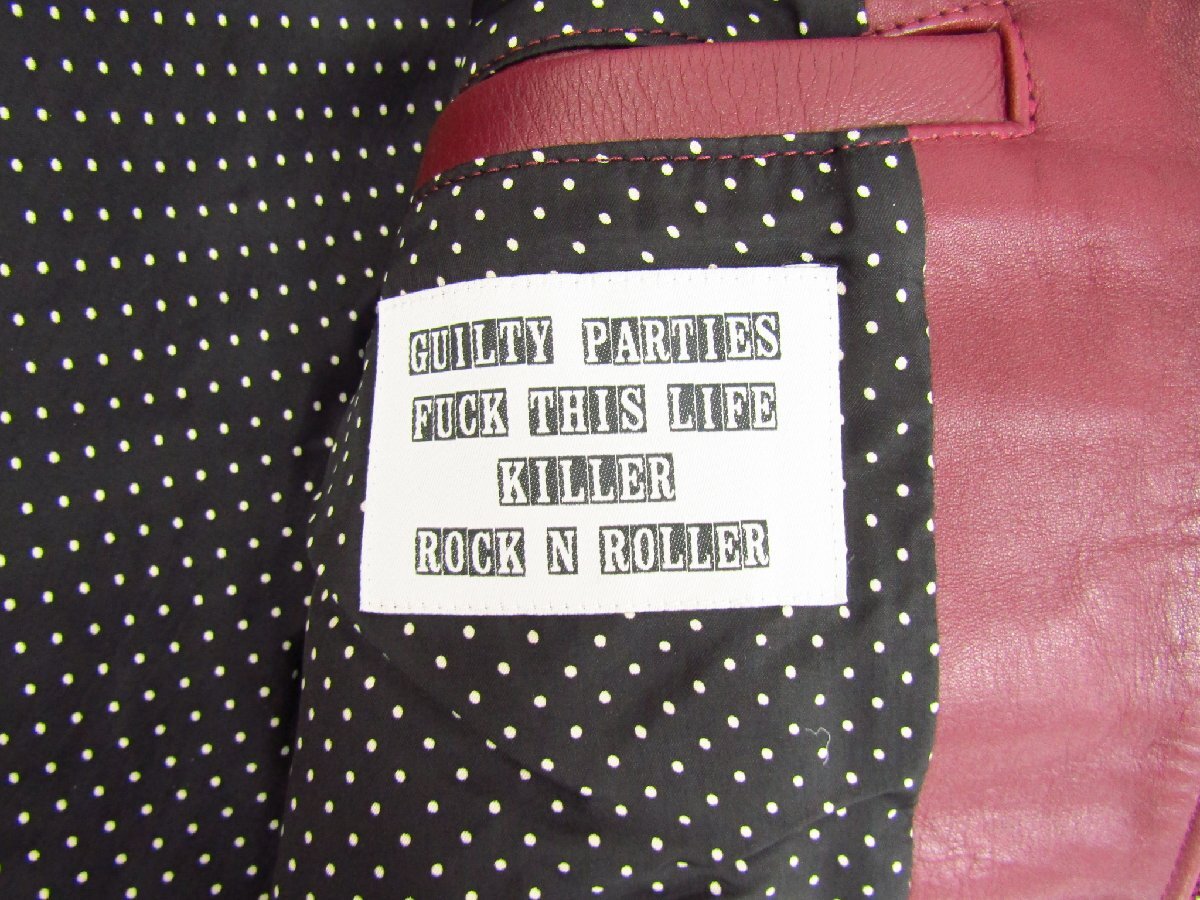 GUILTY PARTIES
FUCK THIS LIFE
KILLER
ROCK N ROLLER